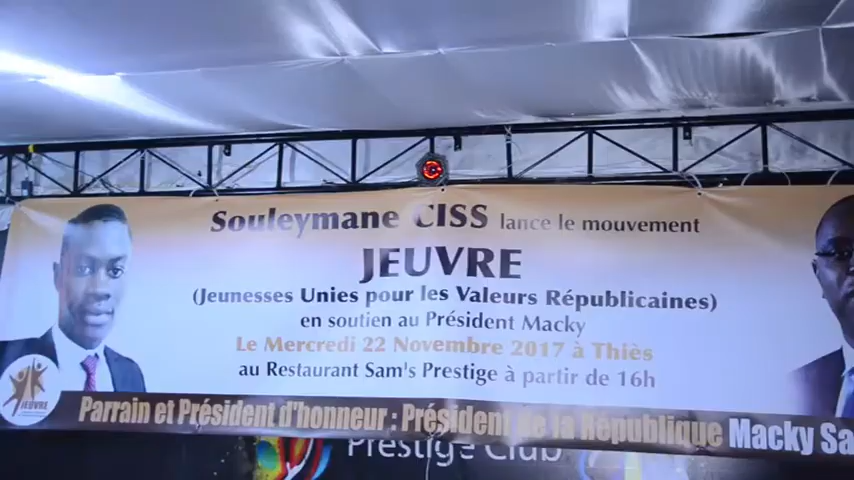 Souleymane CISS lance le mouvement
JEUVRE
(Jeunesses Unies pour les Valeurs Républicaines)
en soutien au Président Macky
Le Mercredi 22 Novembre 2017 à Thiès
au Restaurant Sam's Prestige à partir de 16h
JEUVRE
Parrain et Président d'honneur : Président de la République Macky Sa
Prestige Club